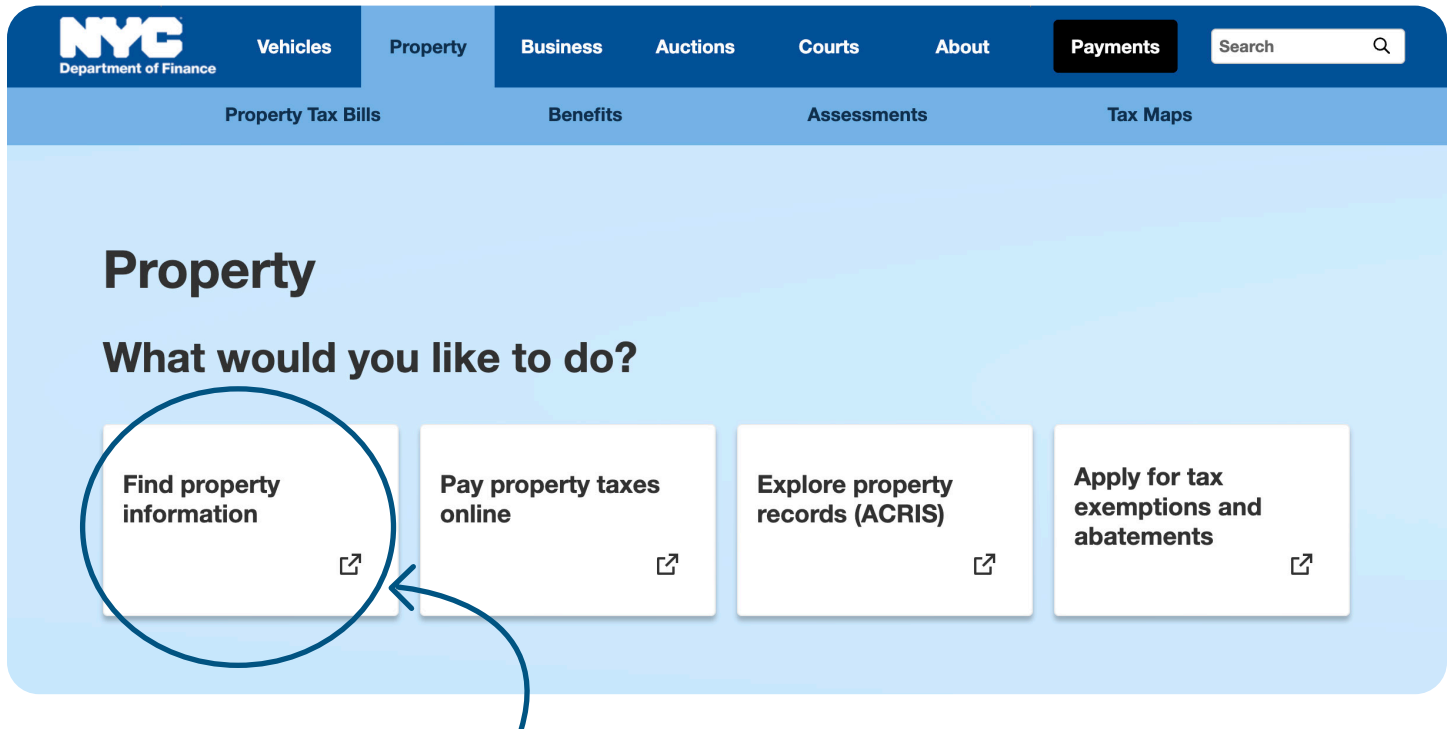 NYC
Department of Finance
Vehicles Property Business Auctions Courts About Payments Search
Property Tax Bills Benefits Assessments Tax Maps
Property
What would you like to do?
Find property
information
Pay property taxes
online
Explore property
records (ACRIS)
Apply for tax
exemptions and
abatements